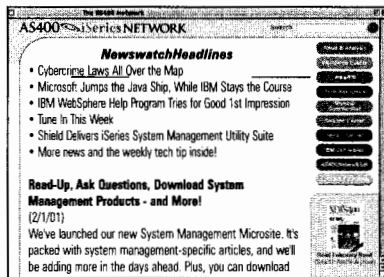 The AS400 Network
AS400 iSeries NETWORK
NewswatchHeadlines
• Cybercrime Laws All Over the Map
• Microsoft Jumps the Java Ship, While IBM Stays the Course
• IBM WebSphere Help Program Tries for Good 1st Impression
• Tune In This Week
• Shield Delivers iSeries System Management Utility Suite
• More news and the weekly tech tip inside!
Read-Up, Ask Questions, Download System
Management Products - and More!
(2/1/01)
We've launched our new System Management Microsite. It's
packed with system management-specific articles, and we'll
be adding more in the days ahead. Plus, you can download